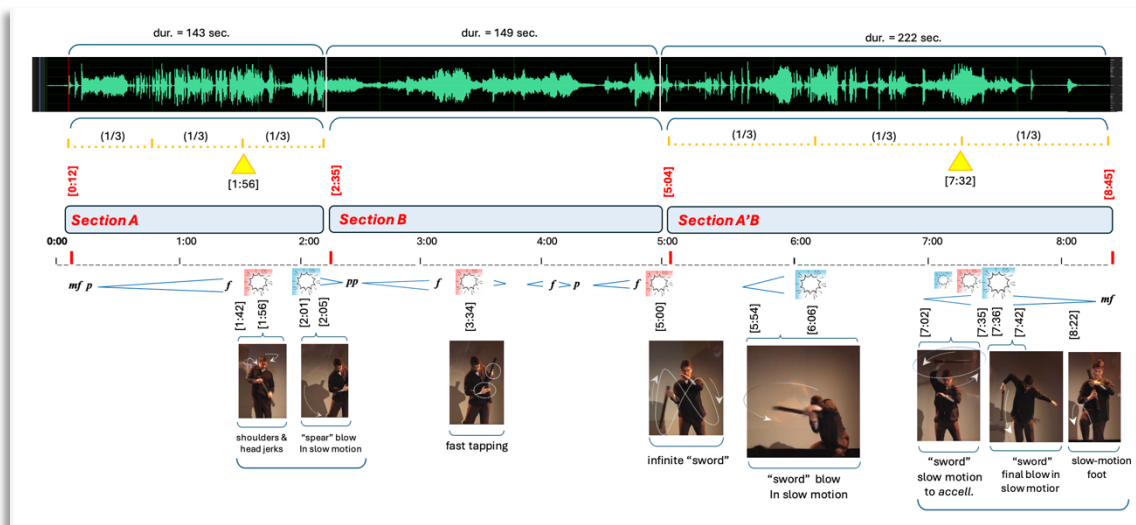 dur. = 143 sec.
dur. = 149 sec.
dur. = 222 sec.
(1/3) (1/3) (1/3)
(1/3) (1/3) (1/3)
[0:12]
[1:56]
[2:35]
[5:04]
[7:32]
[8:45]
Section A
Section B
Section A’B
0:00 1:00 2:00 3:00 4:00 5:00 6:00 7:00 8:00
mf p f pp f f p f mf
[1:42]
[1:56]
[2:01]
[2:05]
[3:34]
[5:00]
[5:54]
[6:06]
[7:02]
[7:35]
[7:36]
[7:42]
[8:22]
shoulders &
head jerks
“spear” blow
In slow motion
fast tapping
infinite “sword”
“sword” blow
In slow motion
“sword”
slow motion
to accell.
“sword”
final blow in
slow motior
slow-motion
foot